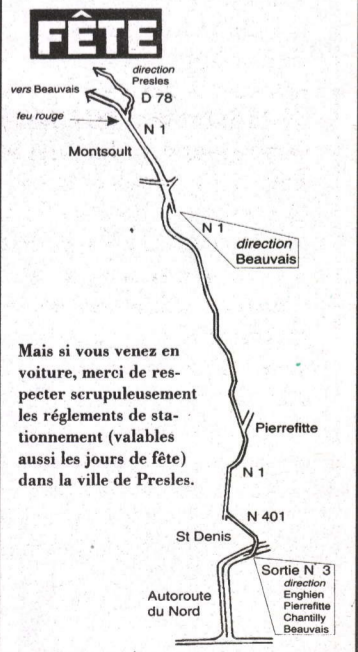 FÊTE
direction
Presles
vers Beauvais
D 78
feu rouge
N 1
Montsoult
N 1
direction
Beauvais
Mais si vous venez en
voiture, merci de res-
pecter scrupuleusement
les réglements de sta-
tionnement (valables
aussi les jours de fête)
dans la ville de Presles.
Pierrefitte
N 1
N 401
St Denis
Sortie N° 3
direction
Enghien
Pierrefitte
Chantilly
Beauvais
Autoroute
du Nord